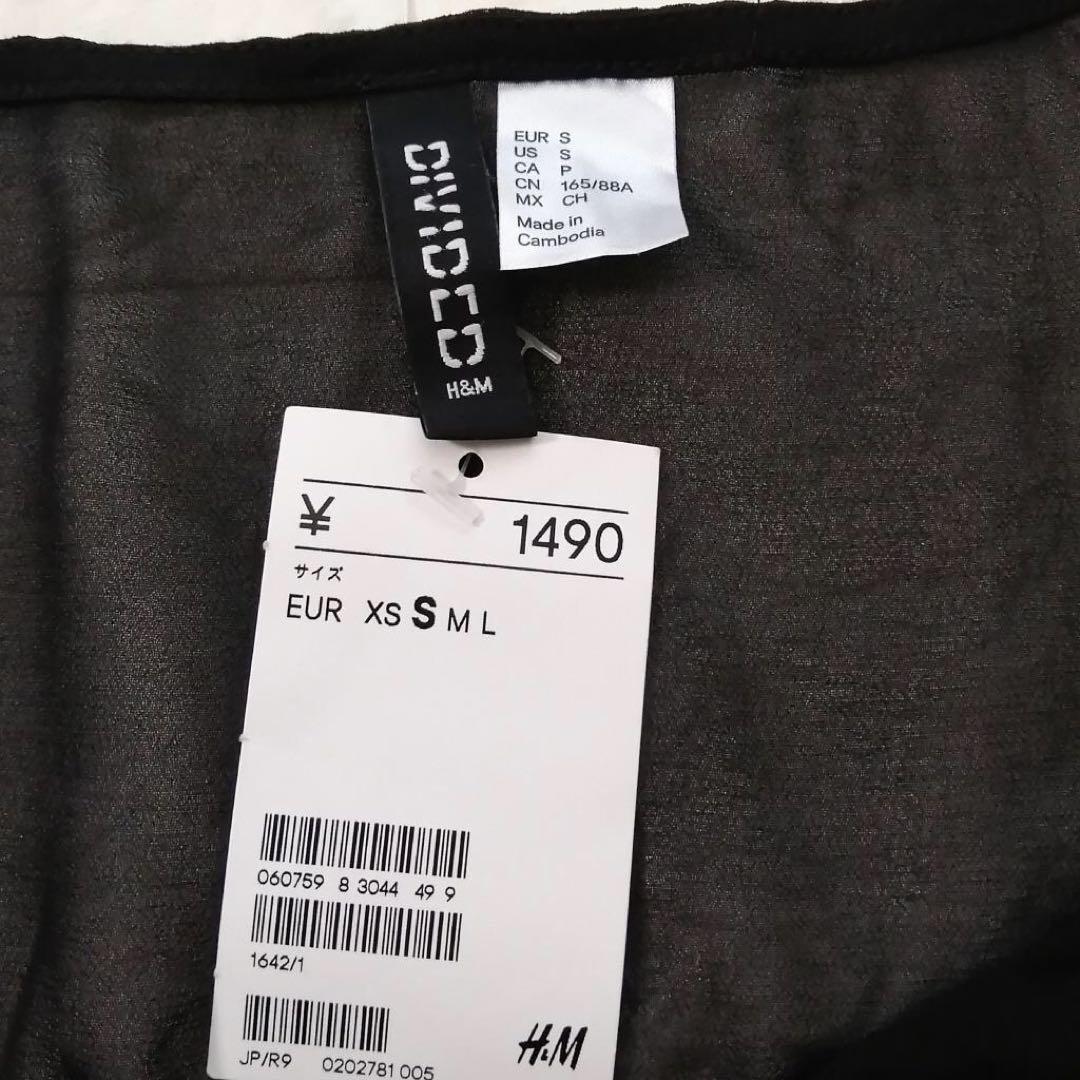 DIVIDED
H&M
EUR S
US S
CA P
CN 165/88A
MX CH
Made in
Cambodia
¥ 1490
サイズ
EUR XS S M L
060759 8 3044 49 9
1642/1
JP/R9 0202781 005
H&M